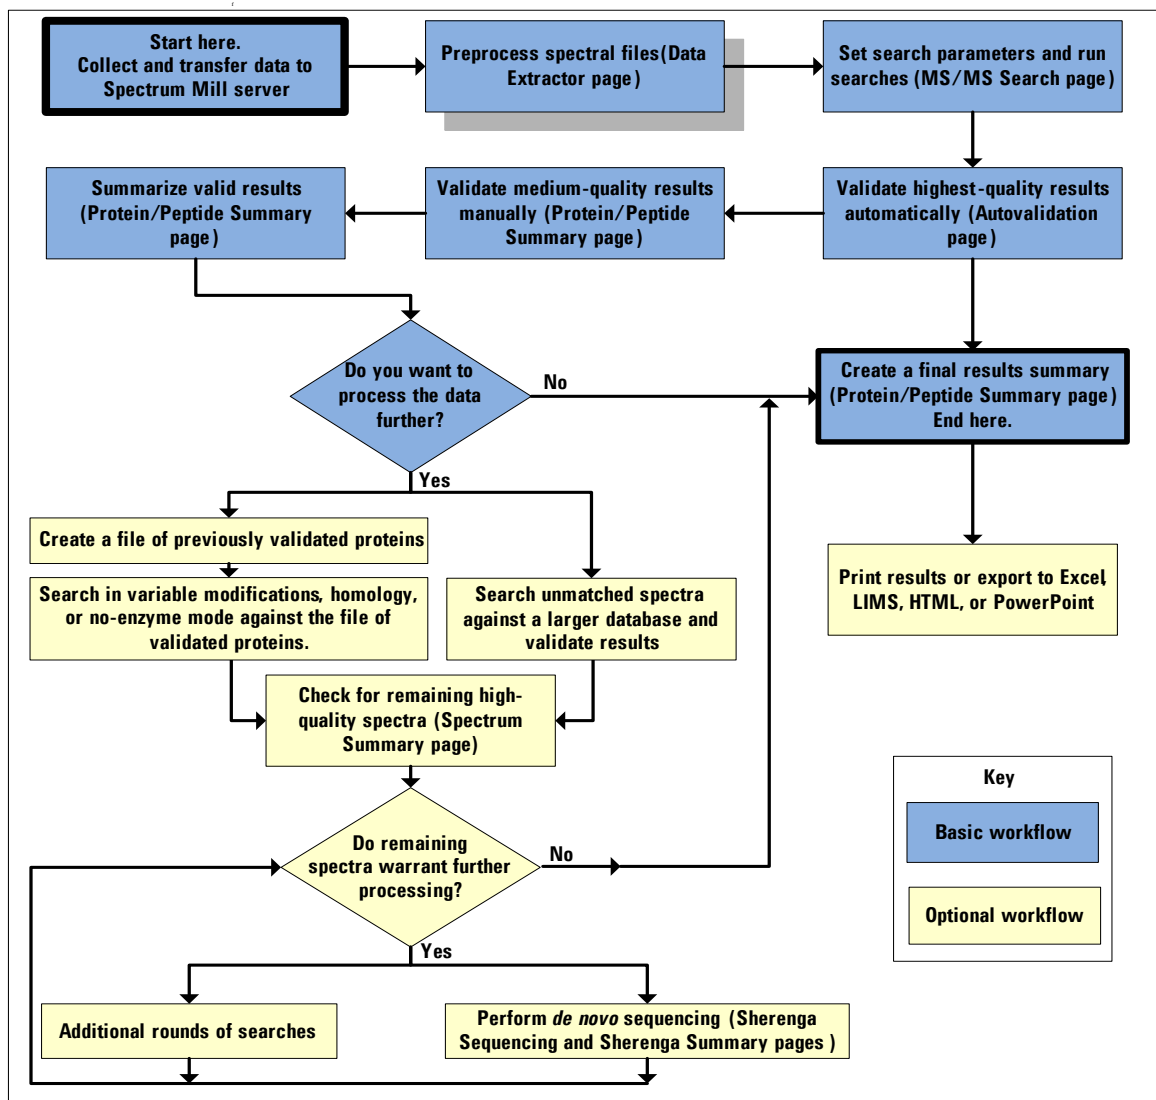 Start here.
Collect and transfer data to
Spectrum Mill server
Preprocess spectral files(Data
Extractor page)
Set search parameters and run
searches (MS/MS Search page)
Summarize valid results
(Protein/Peptide Summary
page)
Validate medium-quality results
manually (Protein/Peptide
Summary page)
Validate highest-quality results
automatically (Autovalidation
page)
Do you want to
process the data
further?
No
Create a final results summary
(Protein/Peptide Summary page)
End here.
Yes
Create a file of previously validated proteins
Search in variable modifications, homology,
or no-enzyme mode against the file of
validated proteins.
Search unmatched spectra
against a larger database and
validate results
Print results or export to Excel,
LIMS, HTML, or PowerPoint
Check for remaining high-
quality spectra (Spectrum
Summary page)
Key
Basic workflow
Optional workflow
Do remaining
spectra warrant further
processing?
No
Yes
Additional rounds of searches
Perform de novo sequencing (Sherenga
Sequencing and Sherenga Summary pages )